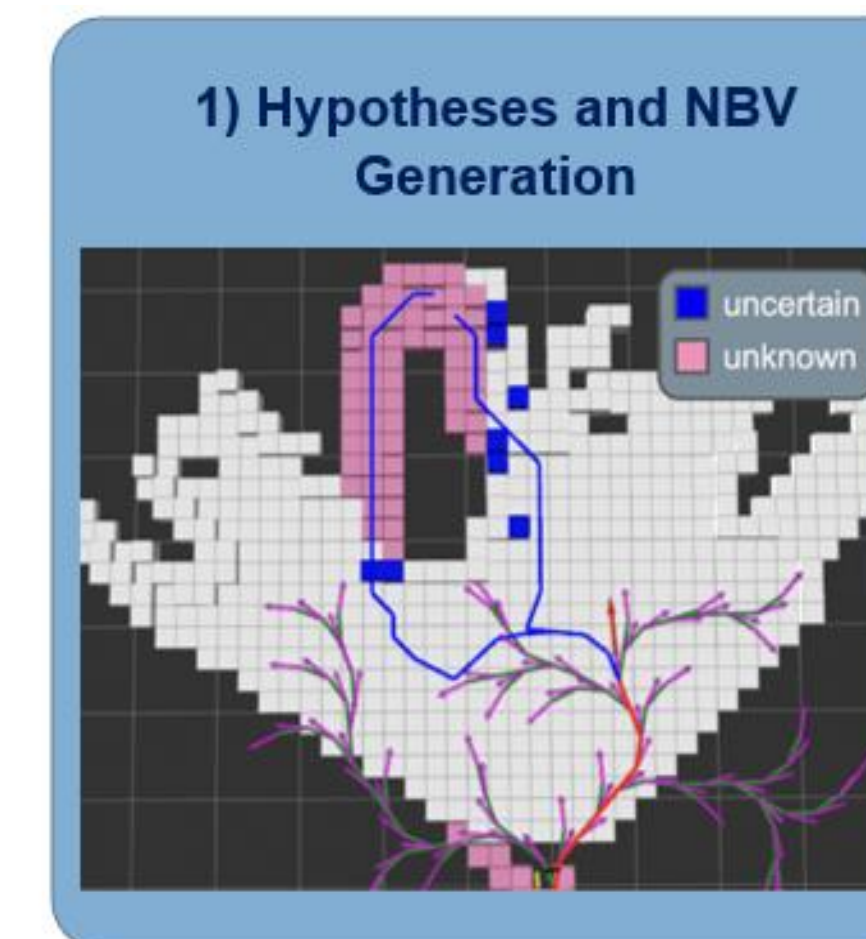 1) Hypotheses and NBV
Generation
uncertain
unknown